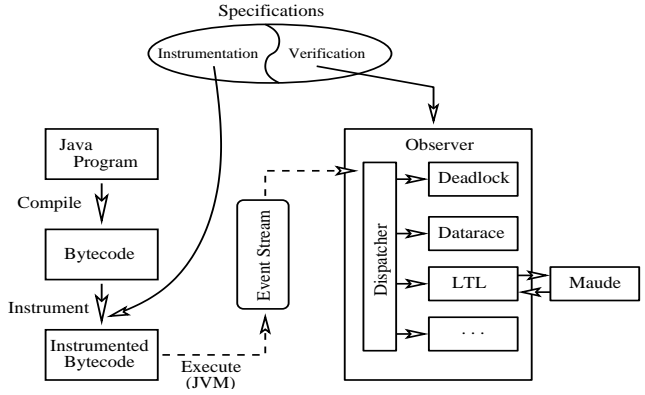 Specifications
Instrumentation
Verification
Java
Program
Compile
Bytecode
Instrument
Instrumented
Bytecode
Execute
(JVM)
Event Stream
Observer
Dispatcher
Deadlock
Datarace
LTL
. . .
Maude